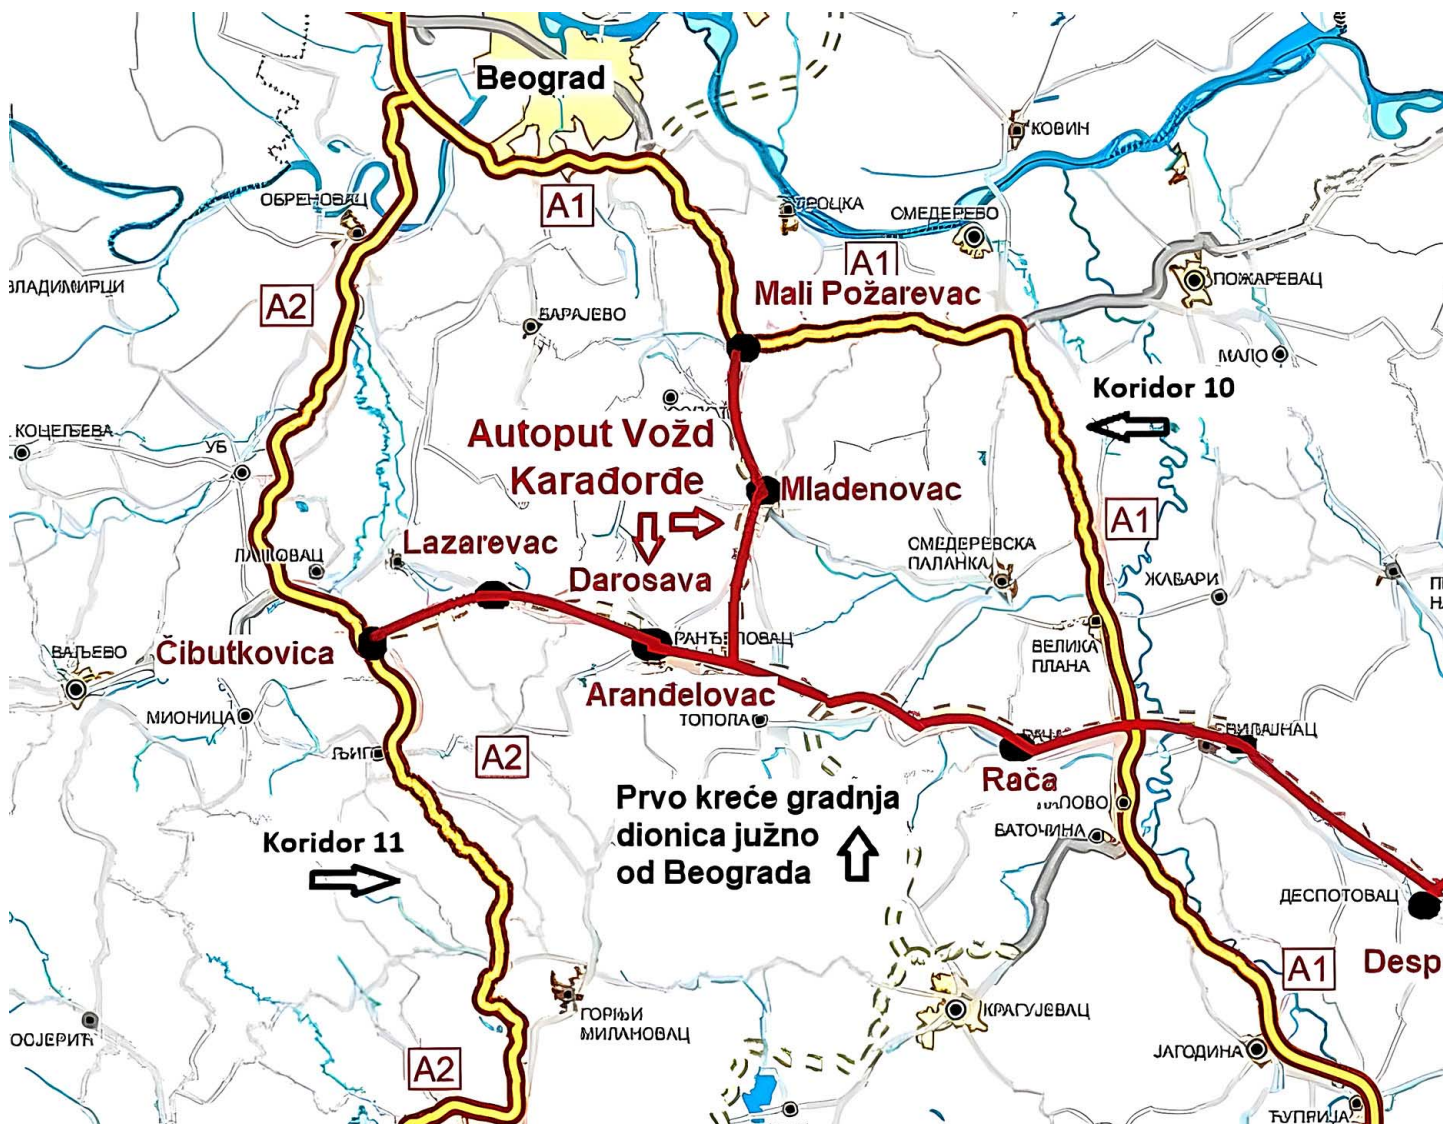 Beograd
КОВИН
ОБРЕНОВАЦ
A1
ГРОЦКА
СМЕДЕРЕВО
A1
ВЛАДИМИРЦИ
A2
Mali Požarevac
ПОЖАРЕВАЦ
БАРАЈЕВО
МАЛО
Koridor 10
КОЦЕЉЕВА
УБ
Autoput Vožd
Karađorđe
Mladenovac
A1
Lazarevac
ЛАЈКОВАЦ
СМЕДЕРЕВСКА
ПАЛАНКА
Darosava
ЖАБАРИ
ВАЉЕВО
Čibutkovica
РАНЂЕЛОВАЦ
ВЕЛИКА
ПЛАНА
Aranđelovac
МИОНИЦА
ТОПОЛА
ЉИГ
A2
СВИЛАЈНАЦ
Rača
Prvo kreće gradnja
dionica južno
od Beograda
ЛАПОВО
БАТОЧИНА
Koridor 11
ДЕСПОТОВАЦ
A1
Desp
КРАГУЈЕВАЦ
ГОРЊИ
МИЛАНОВАЦ
ЈАГОДИНА
A2
ЋУПРИЈА